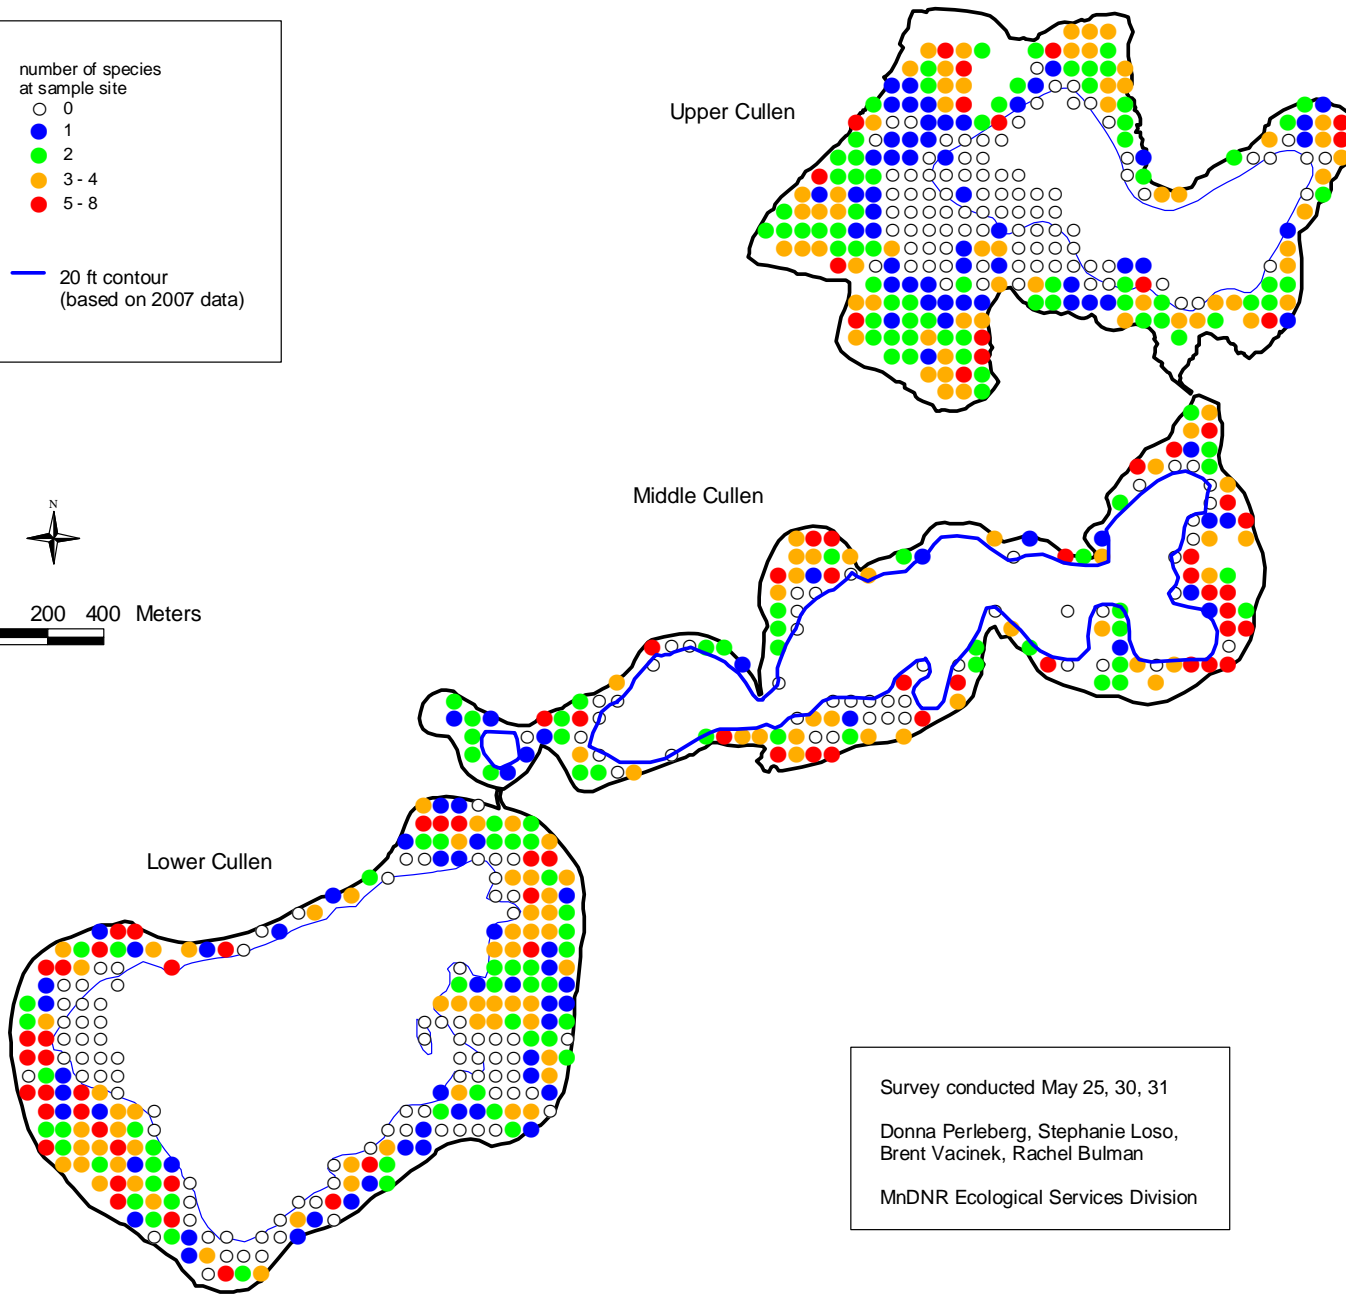 number of species
at sample site
0
1
2
3 - 4
5 - 8
20 ft contour
(based on 2007 data)
Upper Cullen
N
Middle Cullen
200 400 Meters
Lower Cullen
Survey conducted May 25, 30, 31
Donna Perleberg, Stephanie Loso,
Brent Vacinek, Rachel Bulman
MnDNR Ecological Services Division